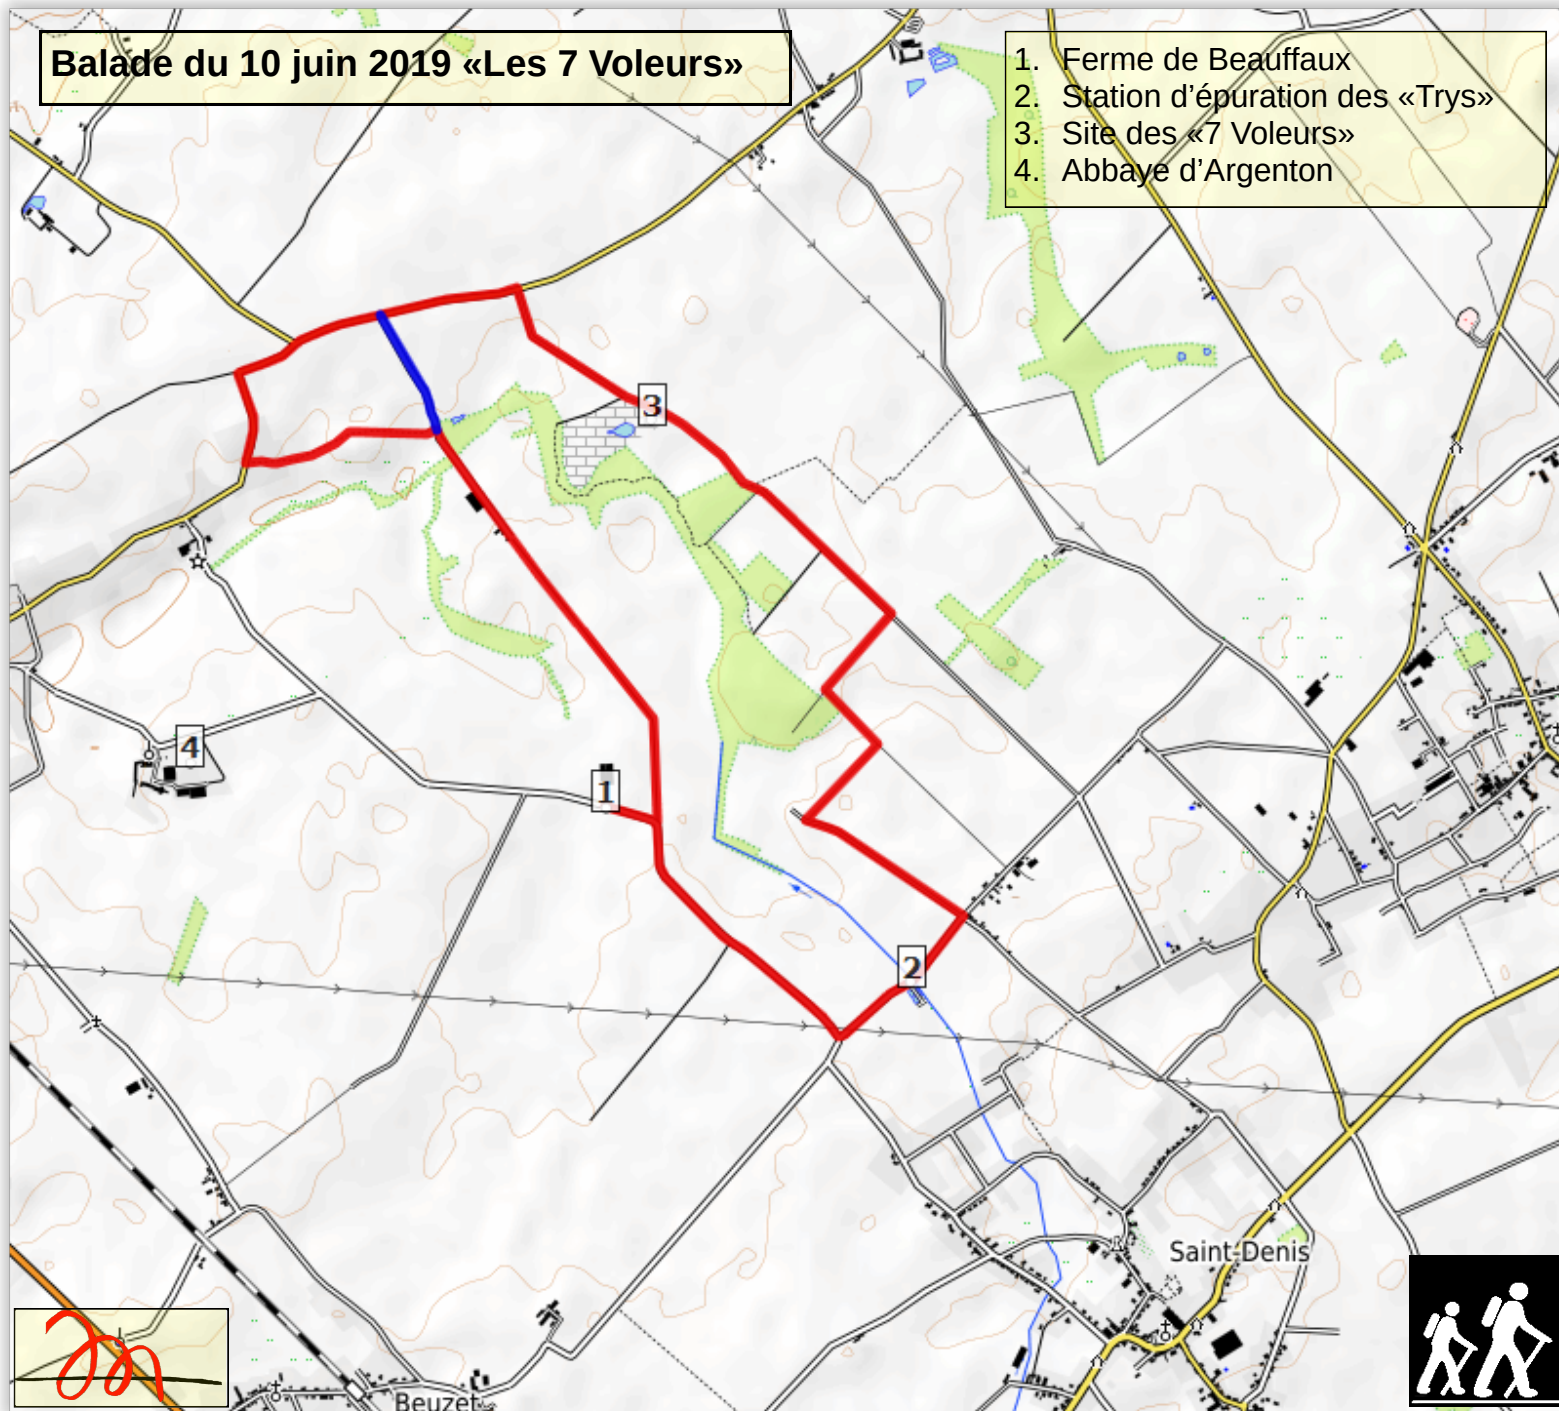 Balade du 10 juin 2019 «Les 7 Voleurs»
1. Ferme de Beauffaux
2. Station d’épuration des «Trys»
3. Site des «7 Voleurs»
4. Abbaye d’Argenton
3
4
1
2
Saint-Denis
Beuzet